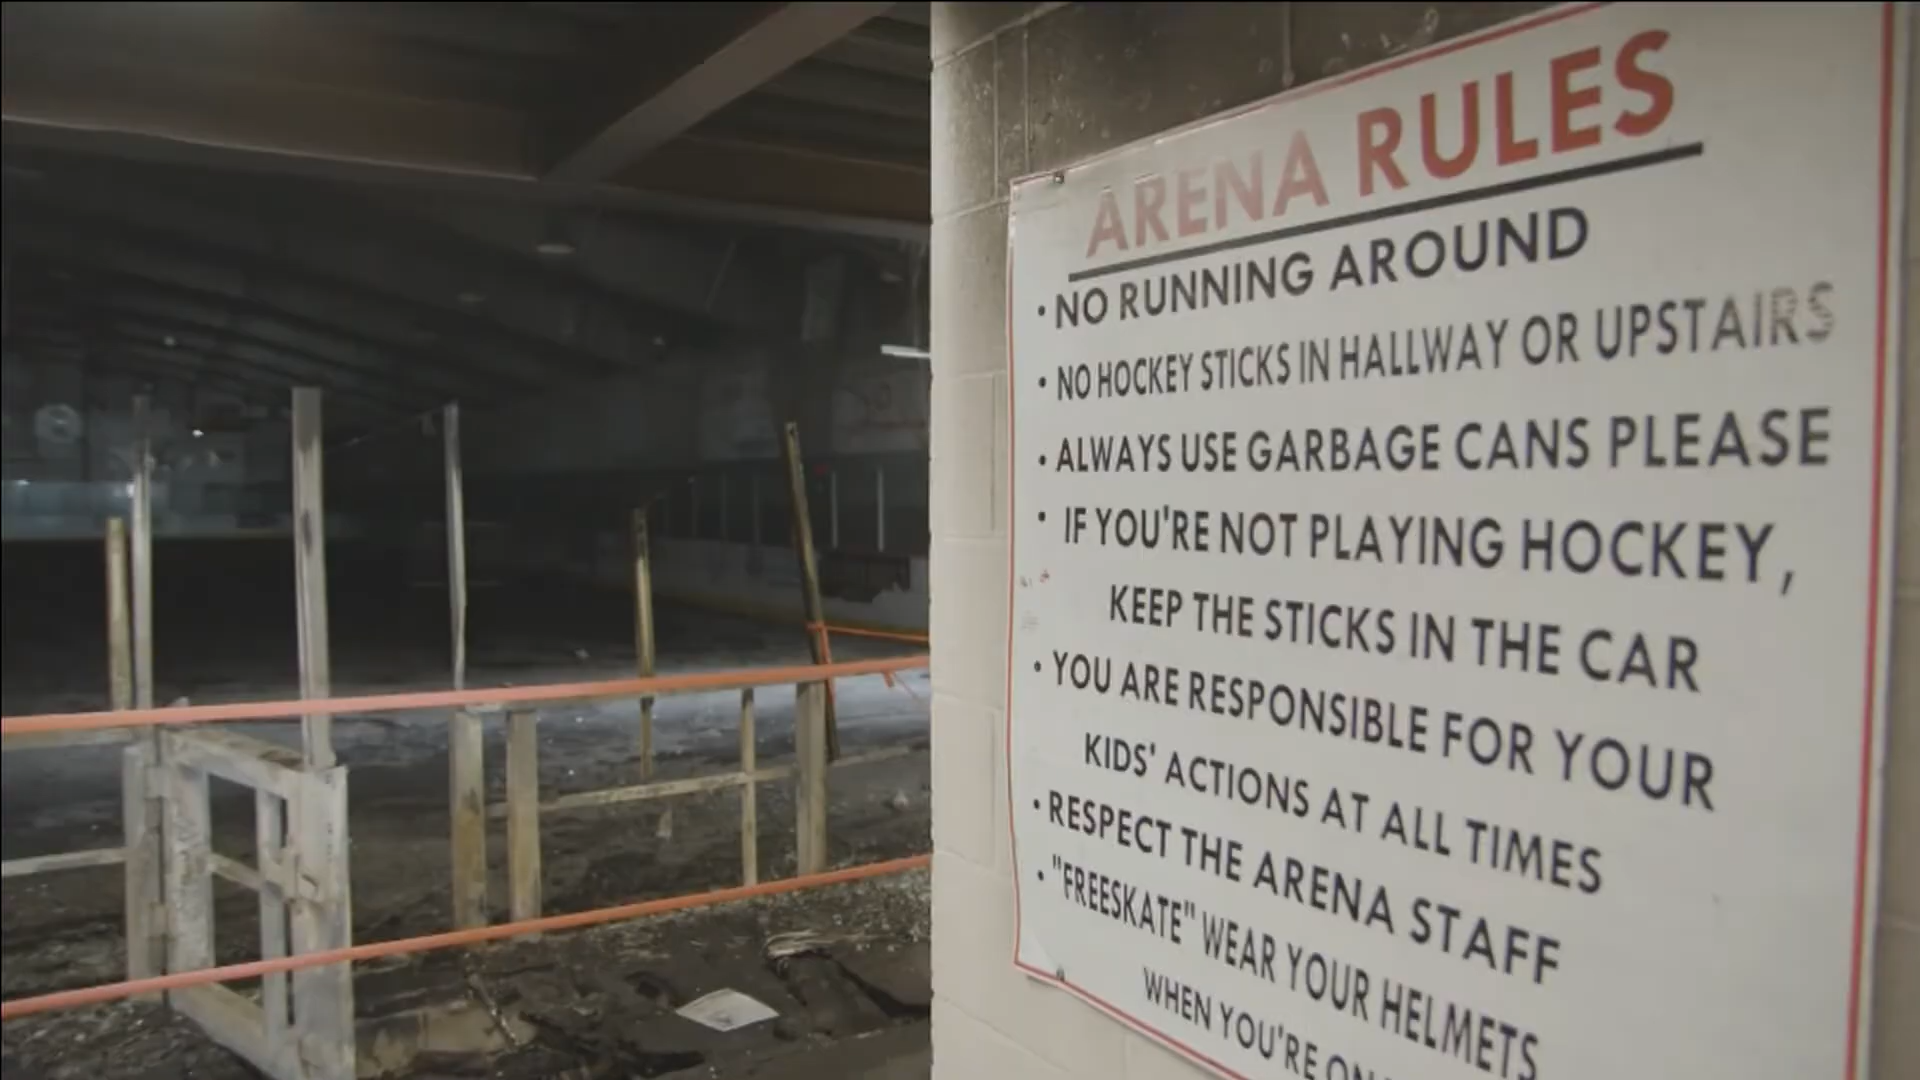 ARENA RULES
• NO RUNNING AROUND
• NO HOCKEY STICKS IN HALLWAY OR UPSTAIRS
• ALWAYS USE GARBAGE CANS PLEASE
• IF YOU'RE NOT PLAYING HOCKEY,
KEEP THE STICKS IN THE CAR
• YOU ARE RESPONSIBLE FOR YOUR
KIDS' ACTIONS AT ALL TIMES
• RESPECT THE ARENA STAFF
• "FREESKATE" WEAR YOUR HELMETS
WHEN YOU'RE ON